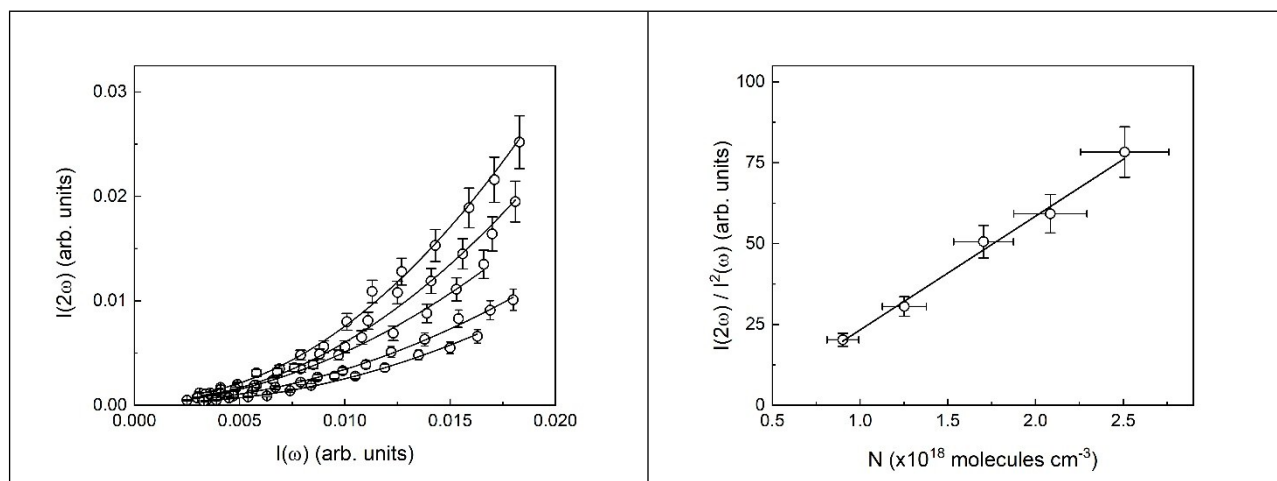 0.03
0.02
0.01
0.00
I(2ω) (arb. units)
0.000 0.005 0.010 0.015 0.020
I(ω) (arb. units)
100
75
50
25
0
I(2ω) / I²(ω) (arb. units)
0.5 1.0 1.5 2.0 2.5
N (x10¹⁸ molecules cm⁻³)